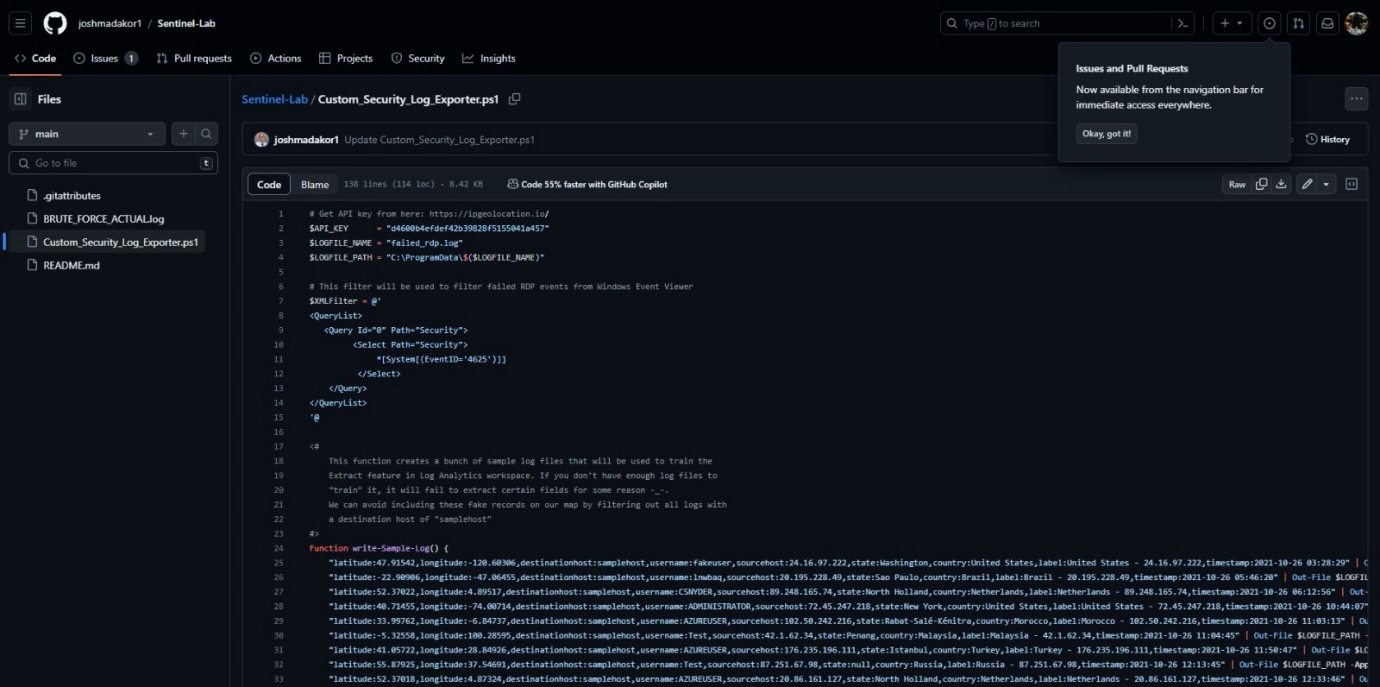 joshmadakor1 / Sentinel-Lab
Type / to search
Code Issues 1 Pull requests Actions Projects Security Insights
Issues and Pull Requests
Now available from the navigation bar for
immediate access everywhere.
Okay, got it!
Files
main
Go to file t
.gitattributes
BRUTE_FORCE_ACTUAL.log
Custom_Security_Log_Exporter.ps1
README.md
Sentinel-Lab / Custom_Security_Log_Exporter.ps1
joshmadakor1 Update Custom_Security_Log_Exporter.ps1
History
Code Blame 138 lines (114 loc) · 8.42 KB Code 55% faster with GitHub Copilot Raw
1 # Get API key from here: https://ipgeolocation.io/
2 $API_KEY = "d4600b4efdef42b39828f5155041a457"
3 $LOGFILE_NAME = "failed_rdp.log"
4 $LOGFILE_PATH = "C:\ProgramData\$($LOGFILE_NAME)"
5
6 # This filter will be used to filter failed RDP events from Windows Event Viewer
7 $XMLFilter = @'
8 <QueryList>
9 <Query Id="0" Path="Security">
10 <Select Path="Security">
11 *[System[(EventID='4625')]]
12 </Select>
13 </Query>
14 </QueryList>
15 '@
16
17 <#
18 This function creates a bunch of sample log files that will be used to train the
19 Extract feature in Log Analytics workspace. If you don't have enough log files to
20 "train" it, it will fail to extract certain fields for some reason -_-.
21 We can avoid including these fake records on our map by filtering out all logs with
22 a destination host of "samplehost"
23 #>
24 Function write-Sample-Log() {
25 "latitude:47.91542,longitude:-120.60306,destinationhost:samplehost,username:fakeuser,sourcehost:24.16.97.222,state:Washington,country:United States,label:United States - 24.16.97.222,timestamp:2021-10-26 03:28:29" |
26 "latitude:-22.90906,longitude:-47.06455,destinationhost:samplehost,username:lnwbaq,sourcehost:20.195.228.49,state:Sao Paulo,country:Brazil,label:Brazil - 20.195.228.49,timestamp:2021-10-26 05:46:20" | Out-File $LOGFIL
27 "latitude:52.37022,longitude:4.89517,destinationhost:samplehost,username:CSNYDER,sourcehost:89.248.165.74,state:North Holland,country:Netherlands,label:Netherlands - 89.248.165.74,timestamp:2021-10-26 06:12:56" | Out-
28 "latitude:40.71455,longitude:-74.00714,destinationhost:samplehost,username:ADMINISTRATOR,sourcehost:72.45.247.218,state:New York,country:United States,label:United States - 72.45.247.218,timestamp:2021-10-26 10:44:07"
29 "latitude:33.99762,longitude:-6.84737,destinationhost:samplehost,username:AZUREUSER,sourcehost:102.50.242.216,state:Rabat-Salé-Kénitra,country:Morocco,label:Morocco - 102.50.242.216,timestamp:2021-10-26 11:03:13" | Ou
30 "latitude:-5.32558,longitude:100.28595,destinationhost:samplehost,username:Test,sourcehost:42.1.62.34,state:Penang,country:Malaysia,label:Malaysia - 42.1.62.34,timestamp:2021-10-26 11:04:45" | Out-File $LOGFILE_PATH -
31 "latitude:41.05722,longitude:28.84926,destinationhost:samplehost,username:AZUREUSER,sourcehost:176.235.196.111,state:Istanbul,country:Turkey,label:Turkey - 176.235.196.111,timestamp:2021-10-26 11:50:47" | Out-File $LO
32 "latitude:55.87925,longitude:37.54691,destinationhost:samplehost,username:Test,sourcehost:87.251.67.98,state:null,country:Russia,label:Russia - 87.251.67.98,timestamp:2021-10-26 12:13:45" | Out-File $LOGFILE_PATH -App
33 "latitude:52.37018,longitude:4.87324,destinationhost:samplehost,username:AZUREUSER,sourcehost:20.86.161.127,state:North Holland,country:Netherlands,label:Netherlands - 20.86.161.127,timestamp:2021-10-26 12:33:46" | Ou